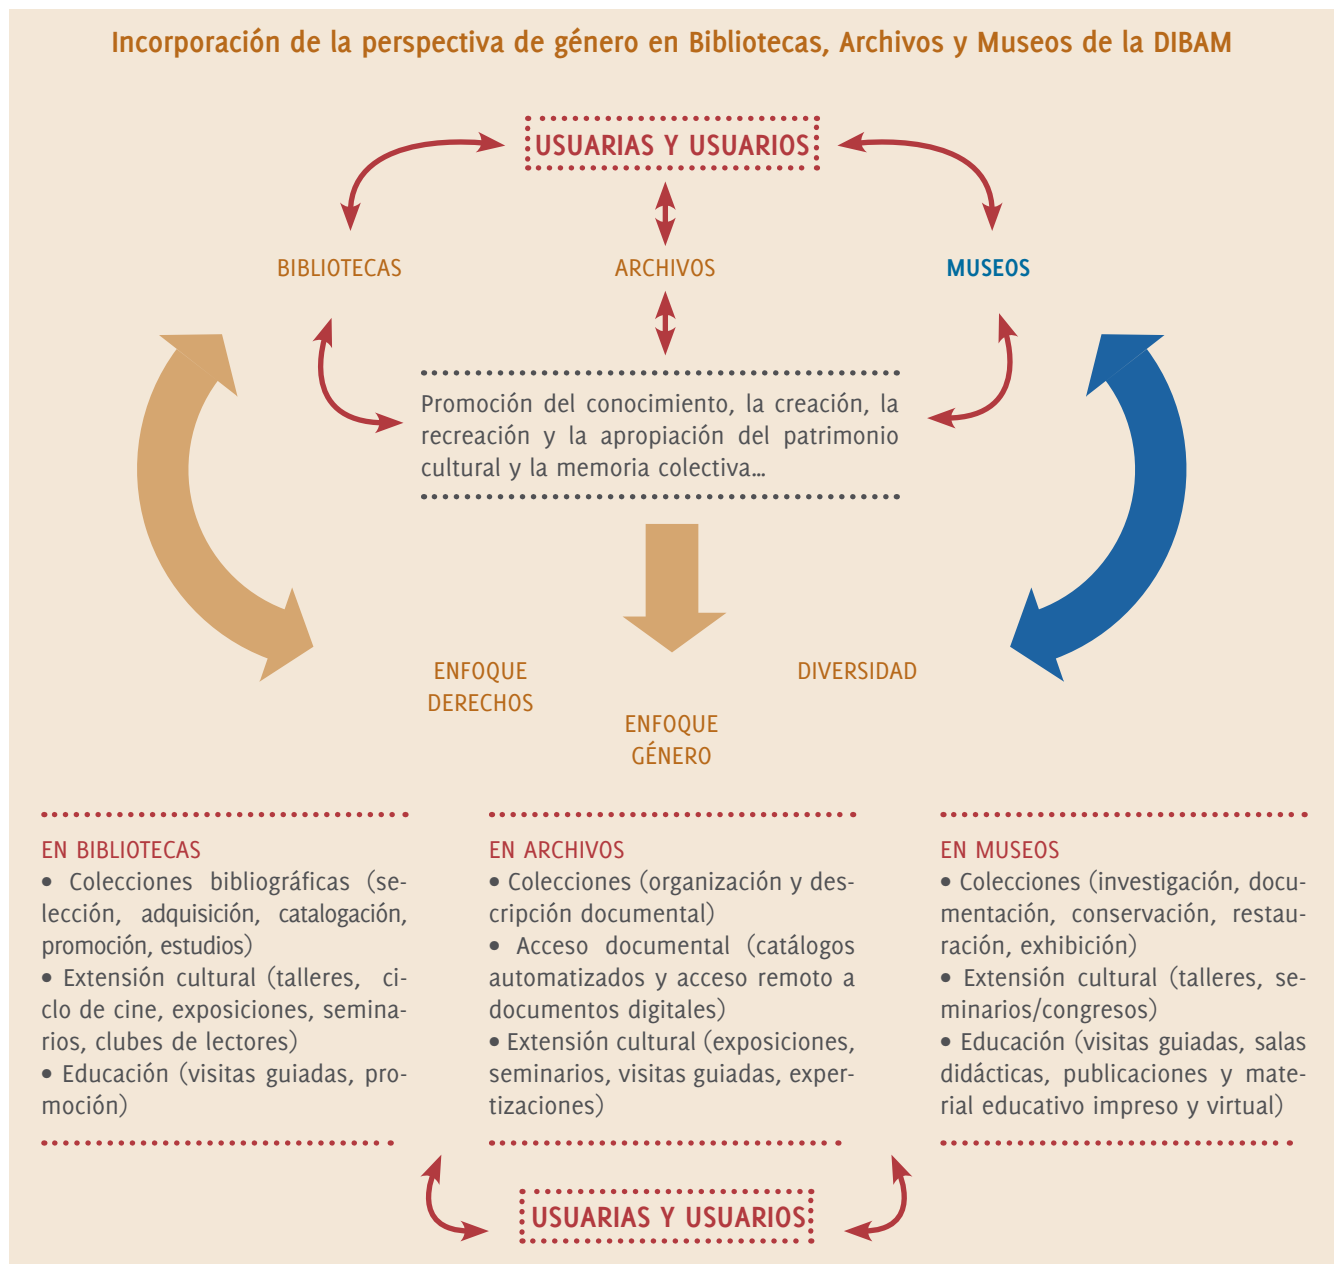 Incorporación de la perspectiva de género en Bibliotecas, Archivos y Museos de la DIBAM
USUARIAS Y USUARIOS
BIBLIOTECAS
ARCHIVOS
MUSEOS
Promoción del conocimiento, la creación, la
recreación y la apropiación del patrimonio
cultural y la memoria colectiva...
ENFOQUE
DERECHOS
ENFOQUE
GÉNERO
DIVERSIDAD
EN BIBLIOTECAS
• Colecciones bibliográficas (se-
lección, adquisición, catalogación,
promoción, estudios)
• Extensión cultural (talleres, ci-
clo de cine, exposiciones, semina-
rios, clubes de lectores)
• Educación (visitas guiadas, pro-
moción)
EN ARCHIVOS
• Colecciones (organización y des-
cripción documental)
• Acceso documental (catálogos
automatizados y acceso remoto a
documentos digitales)
• Extensión cultural (exposiciones,
seminarios, visitas guiadas, exper-
tizaciones)
EN MUSEOS
• Colecciones (investigación, docu-
mentación, conservación, restau-
ración, exhibición)
• Extensión cultural (talleres, se-
minarios/congresos)
• Educación (visitas guiadas, salas
didácticas, publicaciones y mate-
rial educativo impreso y virtual)
USUARIAS Y USUARIOS